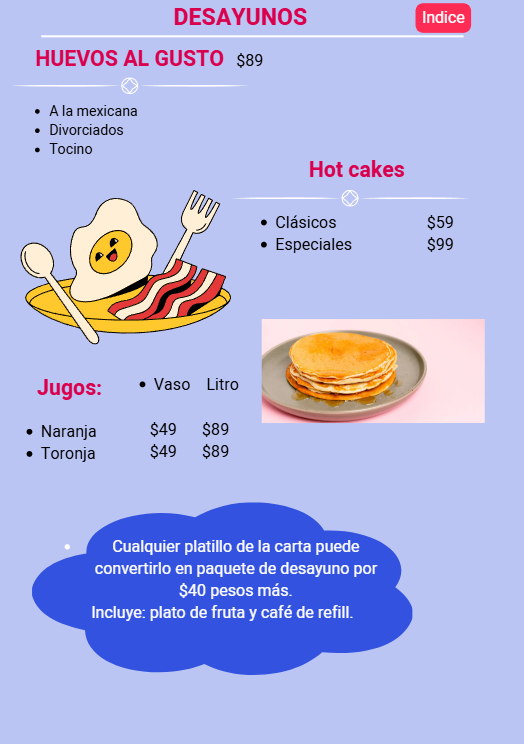 DESAYUNOS
Indice
HUEVOS AL GUSTO $89
• A la mexicana
• Divorciados
• Tocino
Hot cakes
• Clásicos $59
• Especiales $99
Jugos:
• Vaso Litro
• Naranja $49 $89
• Toronja $49 $89
• Cualquier platillo de la carta puede
convertirlo en paquete de desayuno por
$40 pesos más.
Incluye: plato de fruta y café de refill.